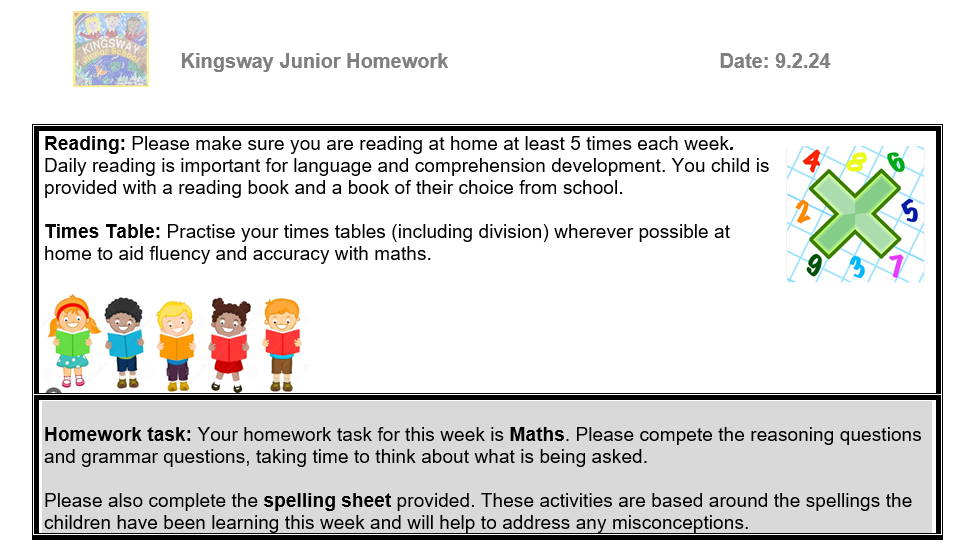 KINGSWAY
JUNIOR SCHOOL
Kingsway Junior Homework Date: 9.2.24
Reading: Please make sure you are reading at home at least 5 times each week.
Daily reading is important for language and comprehension development. You child is
provided with a reading book and a book of their choice from school.
Times Table: Practise your times tables (including division) wherever possible at
home to aid fluency and accuracy with maths.
4 8 6
2 5
9 3 7
Homework task: Your homework task for this week is Maths. Please compete the reasoning questions
and grammar questions, taking time to think about what is being asked.
Please also complete the spelling sheet provided. These activities are based around the spellings the
children have been learning this week and will help to address any misconceptions.